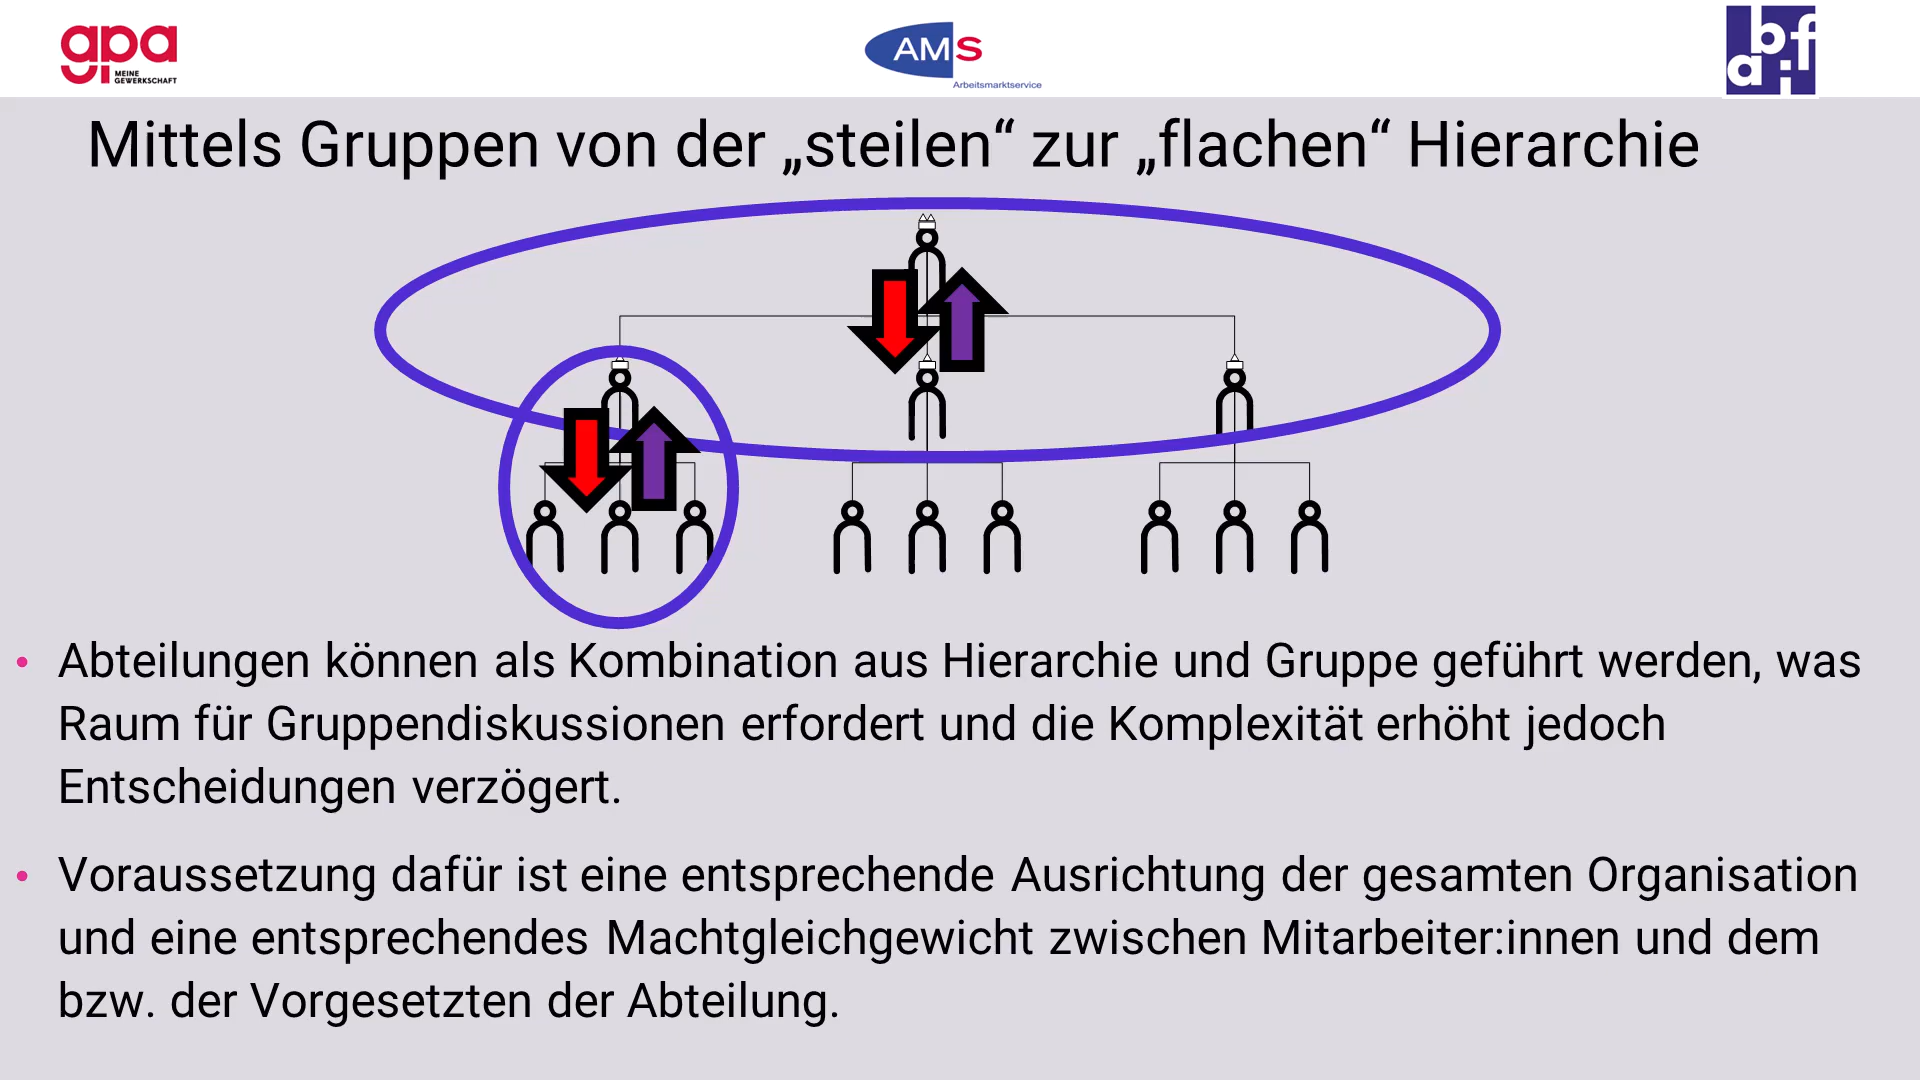 gpa
MEINE
GEWERKSCHAFT
AMS
Arbeitsmarktservice
bfai
Mittels Gruppen von der „steilen“ zur „flachen“ Hierarchie
• Abteilungen können als Kombination aus Hierarchie und Gruppe geführt werden, was
Raum für Gruppendiskussionen erfordert und die Komplexität erhöht jedoch
Entscheidungen verzögert.
• Voraussetzung dafür ist eine entsprechende Ausrichtung der gesamten Organisation
und eine entsprechendes Machtgleichgewicht zwischen Mitarbeiter:innen und dem
bzw. der Vorgesetzten der Abteilung.